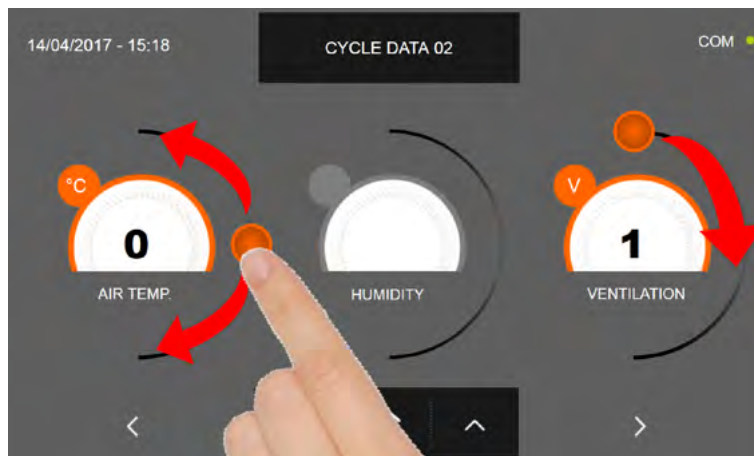 14/04/2017 - 15:18
CYCLE DATA 02
COM
°C
V
0
1
AIR TEMP.
HUMIDITY
VENTILATION